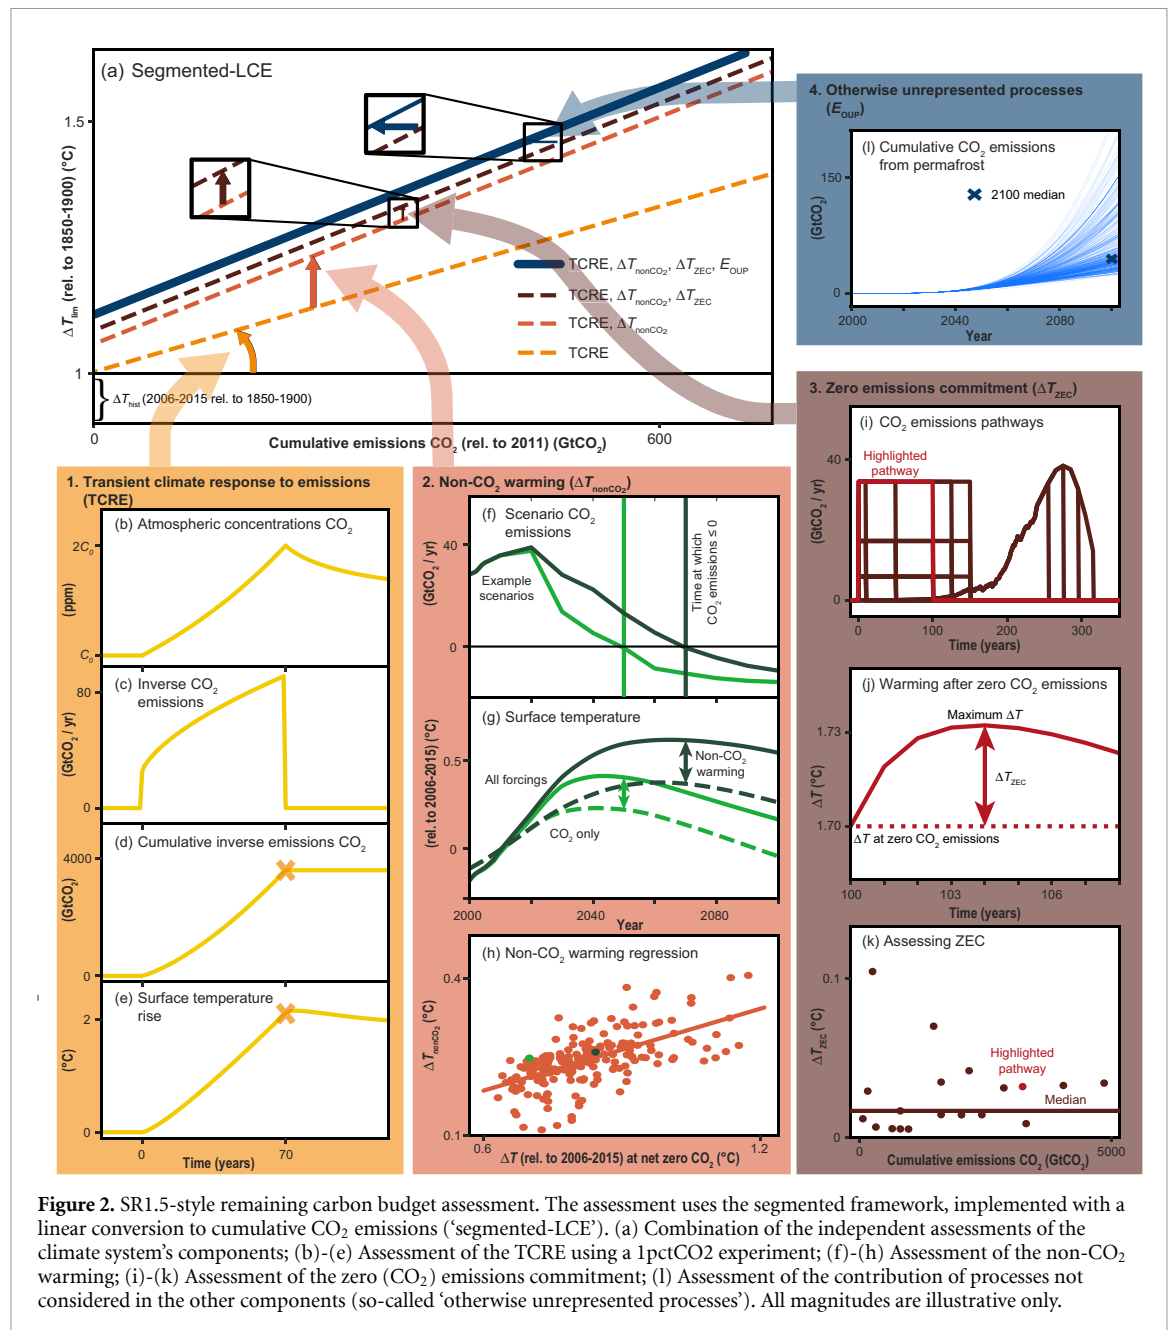 (a) Segmented-LCE
1.5
1
ΔT_lim (rel. to 1850-1900) (°C)
TCRE, ΔT_nonCO₂, ΔT_ZEC, E_OUP
TCRE, ΔT_nonCO₂, ΔT_ZEC
TCRE, ΔT_nonCO₂
TCRE
ΔT_hist (2006-2015 rel. to 1850-1900)
0
600
Cumulative emissions CO₂ (rel. to 2011) (GtCO₂)
4. Otherwise unrepresented processes
(E_OUP)
(l) Cumulative CO₂ emissions
from permafrost
2100 median
150
0
(GtCO₂)
2000
2040
2080
Year
1. Transient climate response to emissions
(TCRE)
(b) Atmospheric concentrations CO₂
2C₀
C₀
(ppm)
(c) Inverse CO₂
emissions
80
0
(GtCO₂ / yr)
(d) Cumulative inverse emissions CO₂
4000
0
(GtCO₂)
(e) Surface temperature
rise
2
0
(°C)
0
70
Time (years)
2. Non-CO₂ warming (ΔT_nonCO₂)
(f) Scenario CO₂
emissions
40
0
(GtCO₂ / yr)
Example
scenarios
Time at which
CO₂ emissions ≤ 0
(g) Surface temperature
0.5
0
(rel. to 2006-2015) (°C)
All forcings
Non-CO₂
warming
CO₂ only
2000
2040
2080
Year
(h) Non-CO₂ warming regression
0.4
0.1
ΔT_nonCO₂ (°C)
0.6
1.2
ΔT (rel. to 2006-2015) at net zero CO₂ (°C)
3. Zero emissions commitment (ΔT_ZEC)
(i) CO₂ emissions pathways
40
0
(GtCO₂ / yr)
Highlighted
pathway
0
100
200
300
Time (years)
(j) Warming after zero CO₂ emissions
Maximum ΔT
1.73
1.70
ΔT (°C)
ΔT_ZEC
ΔT at zero CO₂ emissions
100
103
106
Time (years)
(k) Assessing ZEC
0.1
0
ΔT_ZEC (°C)
Highlighted
pathway
Median
0
5000
Cumulative emissions CO₂ (GtCO₂)
Figure 2. SR1.5-style remaining carbon budget assessment. The assessment uses the segmented framework, implemented with a
linear conversion to cumulative CO₂ emissions (‘segmented-LCE’). (a) Combination of the independent assessments of the
climate system’s components; (b)-(e) Assessment of the TCRE using a 1pctCO2 experiment; (f)-(h) Assessment of the non-CO₂
warming; (i)-(k) Assessment of the zero (CO₂) emissions commitment; (l) Assessment of the contribution of processes not
considered in the other components (so-called ‘otherwise unrepresented processes’). All magnitudes are illustrative only.